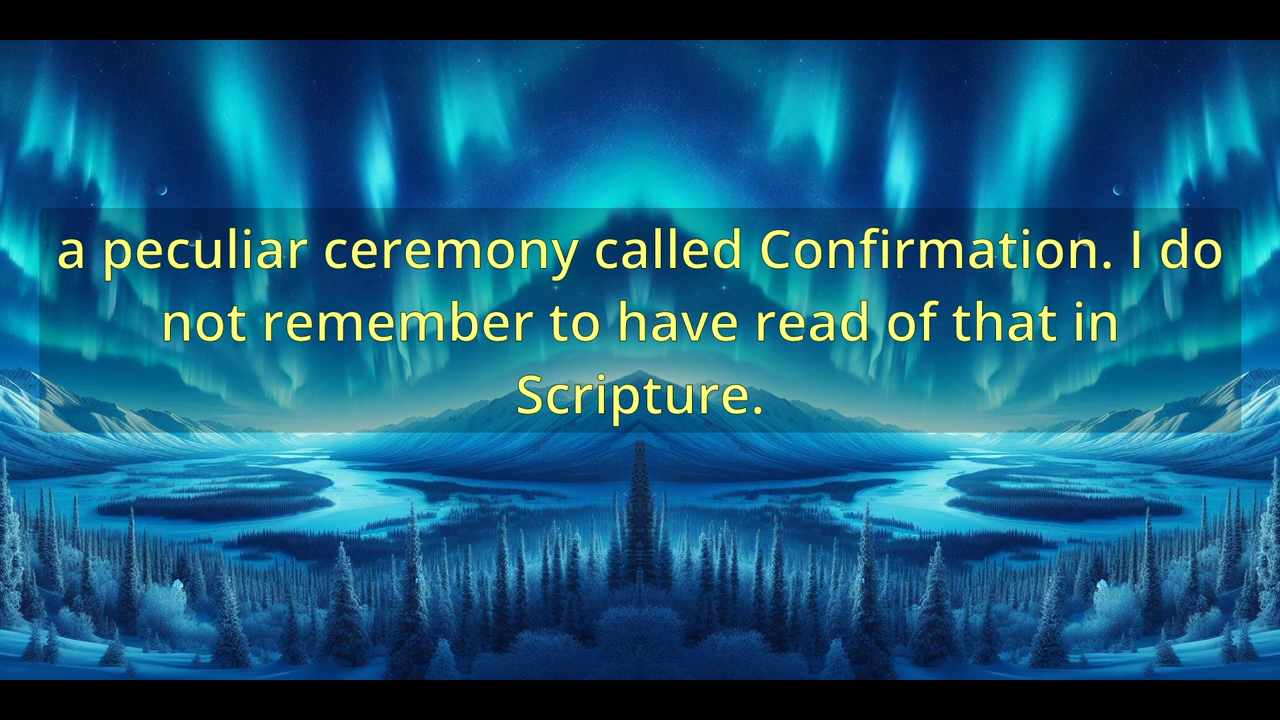 a peculiar ceremony called Confirmation. I do
not remember to have read of that in
Scripture.